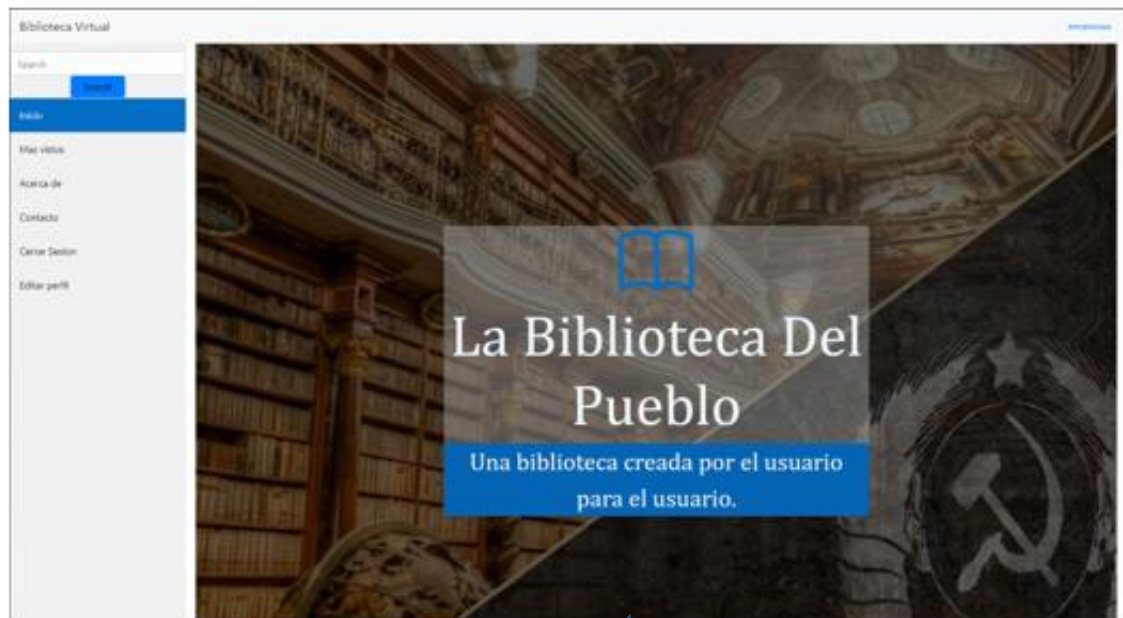 Biblioteca Virtual
Search
Search
Inicio
Mas vistos
Acerca de
Contacto
Cerrar Sesion
Editar perfil
La Biblioteca Del
Pueblo
Una biblioteca creada por el usuario
para el usuario.